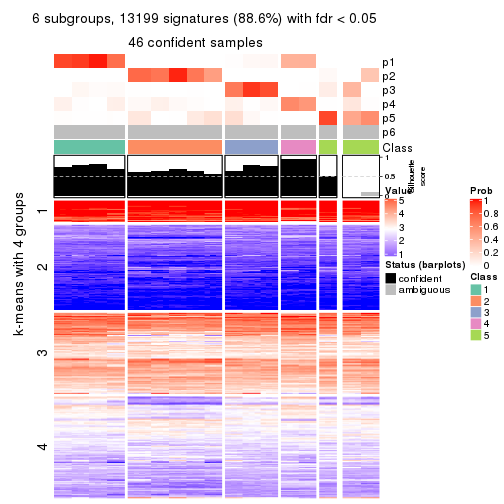 6 subgroups, 13199 signatures (88.6%) with fdr < 0.05
46 confident samples
p1
p2
p3
p4
p5
p6
Class
1
0.5
0
Silhouette
score
k-means with 4 groups
1
2
3
4
Value
5
4
3
2
1
Status (barplots)
confident
ambiguous
Prob
1
0.8
0.6
0.4
0.2
0
Class
1
2
3
4
5